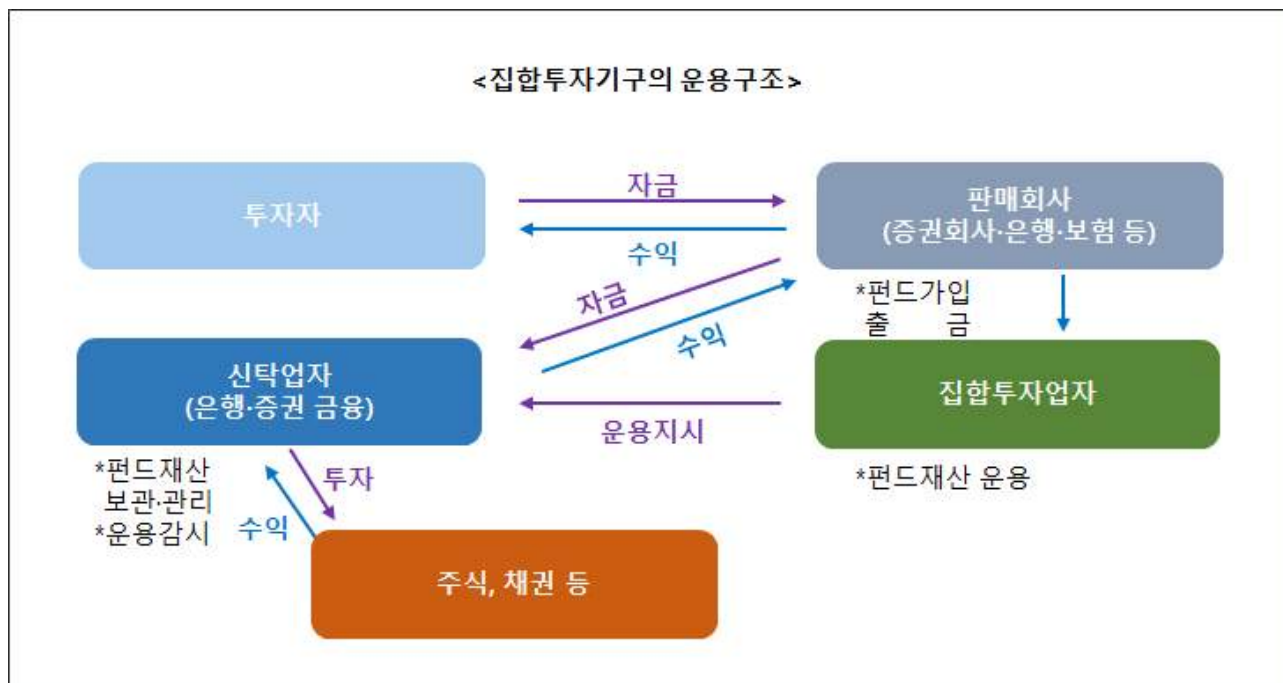 <집합투자기구의 운용구조>
투자자
자금
수익
판매회사
(증권회사·은행·보험 등)
자금
수익
*펀드가입
출 금
신탁업자
(은행·증권 금융)
운용지시
집합투자업자
*펀드재산
보관·관리
*운용감시
투자
수익
*펀드재산 운용
주식, 채권 등